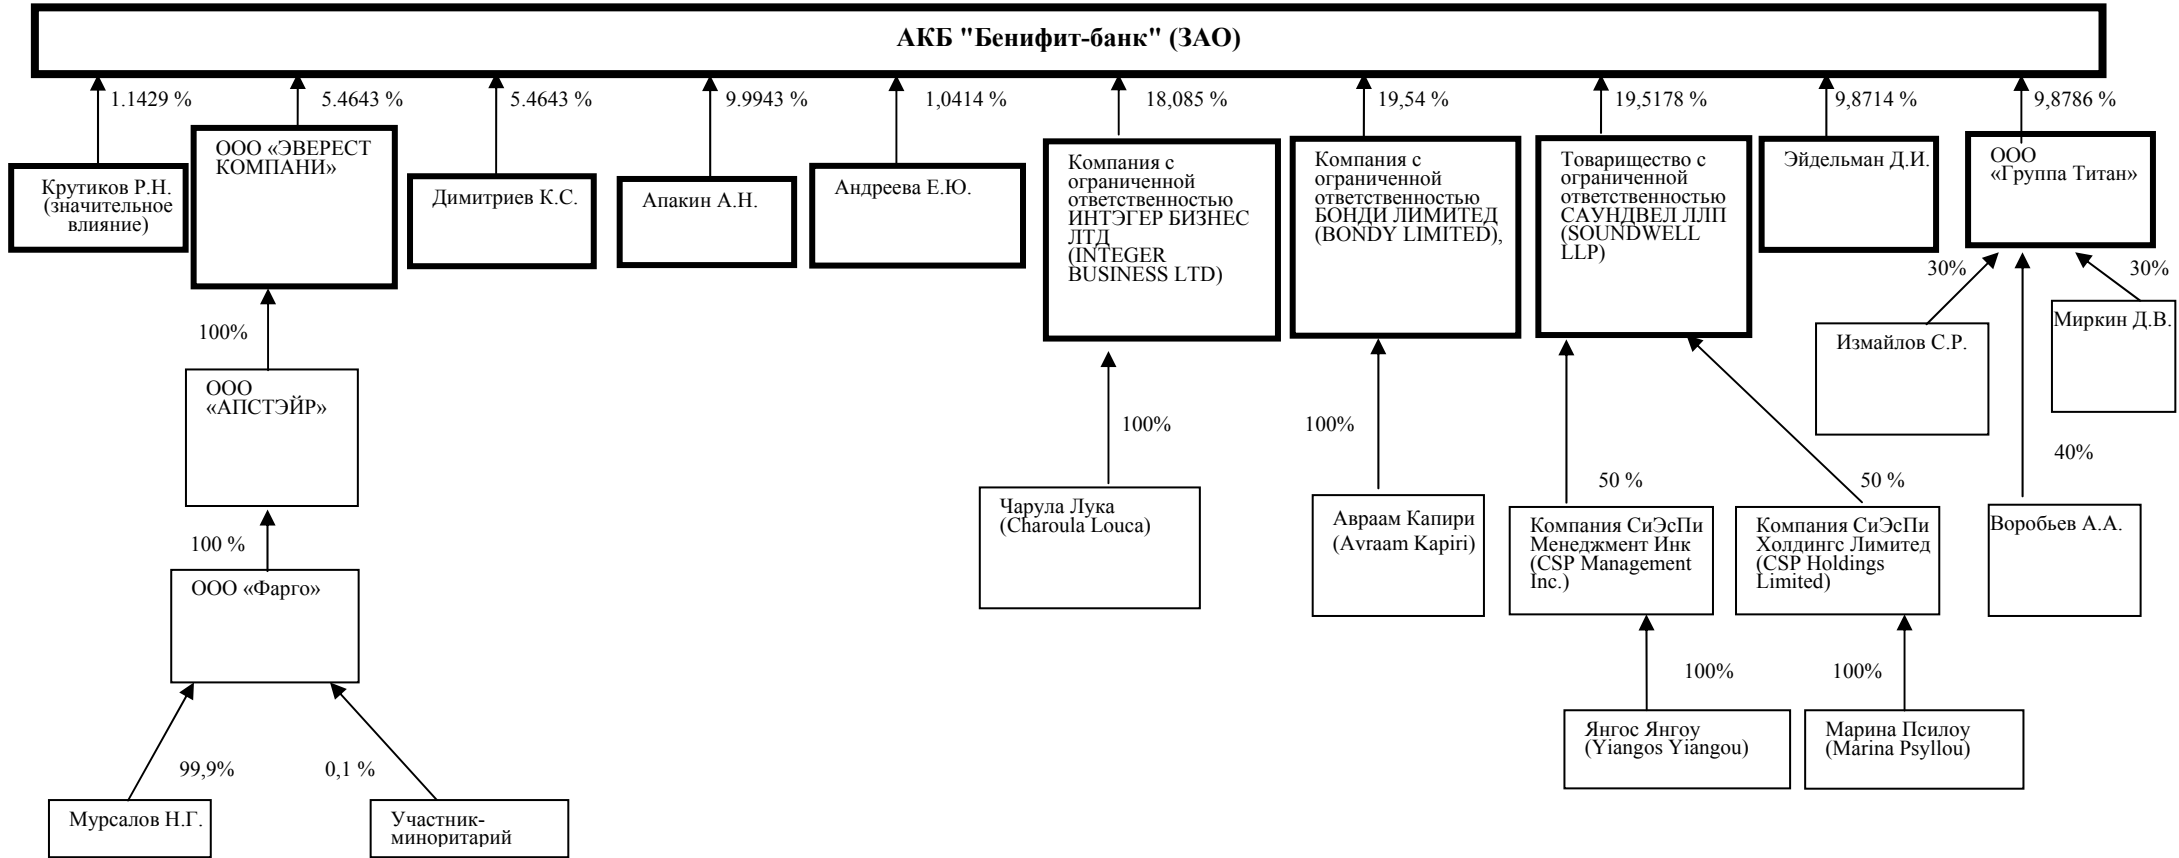 АКБ "Бенифит-банк" (ЗАО)
1.1429 %
5.4643 %
5.4643 %
9.9943 %
1,0414 %
18,085 %
19,54 %
19,5178 %
9,8714 %
9,8786 %
Крутиков Р.Н.
(значительное
влияние)
ООО «ЭВЕРЕСТ
КОМПАНИ»
Димитриев К.С.
Апакин А.Н.
Андреева Е.Ю.
Компания с
ограниченной
ответственностью
ИНТЭГЕР БИЗНЕС
ЛТД
(INTEGER
BUSINESS LTD)
Компания с
ограниченной
ответственностью
БОНДИ ЛИМИТЕД
(BONDY LIMITED),
Товарищество с
ограниченной
ответственностью
САУНДВЕЛ ЛЛП
(SOUNDWELL
LLP)
Эйдельман Д.И.
ООО
«Группа Титан»
30%
30%
Измайлов С.Р.
Миркин Д.В.
40%
Воробьев А.А.
100%
ООО
«АПСТЭЙР»
100 %
ООО «Фарго»
99,9%
0,1 %
Мурсалов Н.Г.
Участник-
миноритарий
100%
Чарула Лука
(Charoula Louca)
100%
Авраам Капири
(Avraam Kapiri)
50 %
50 %
Компания СиЭсПи
Менеджмент Инк
(CSP Management
Inc.)
Компания СиЭсПи
Холдингс Лимитед
(CSP Holdings
Limited)
100%
100%
Янгос Янгоу
(Yiangos Yiangou)
Марина Псилоу
(Marina Psyllou)